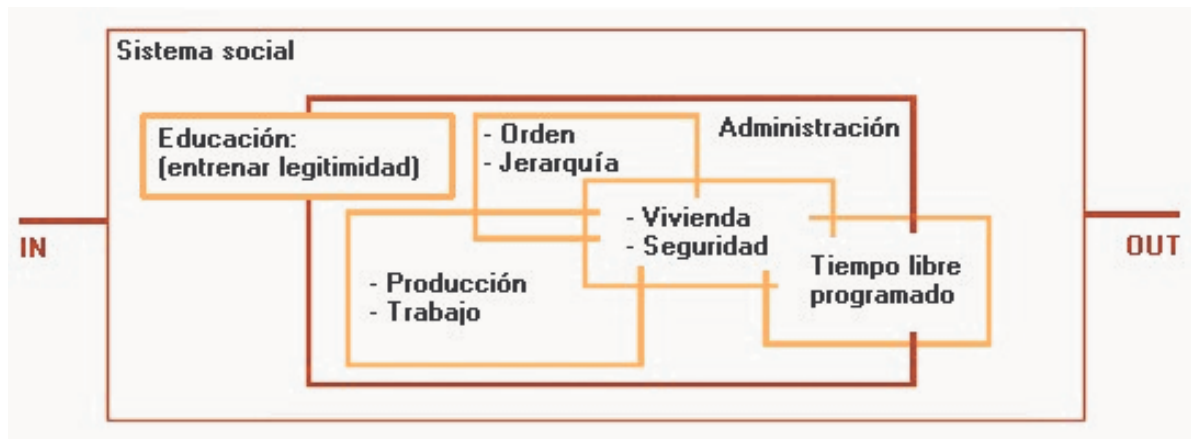 Sistema social
Educación:
(entrenar legitimidad)
- Orden
- Jerarquía
Administración
- Vivienda
- Seguridad
IN
OUT
Tiempo libre
programado
- Producción
- Trabajo